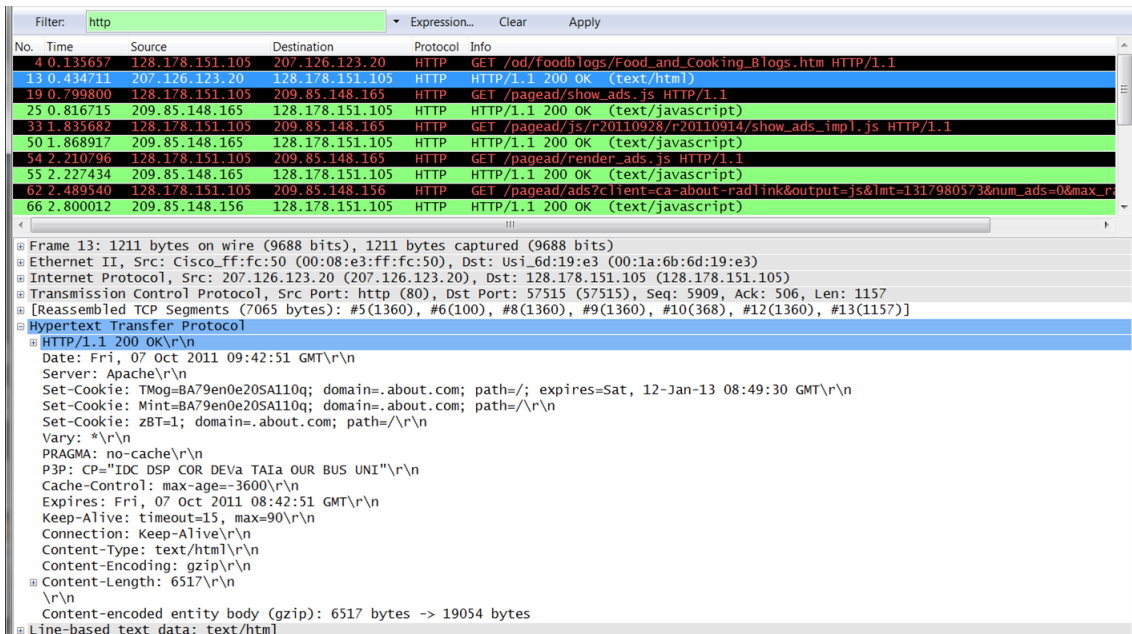 Filter: http Expression... Clear Apply
No. Time Source Destination Protocol Info
4 0.135657 128.178.151.105 207.126.123.20 HTTP GET /od/foodblogs/Food_and_Cooking_Blogs.htm HTTP/1.1
13 0.434711 207.126.123.20 128.178.151.105 HTTP HTTP/1.1 200 OK (text/html)
19 0.799800 128.178.151.105 209.85.148.165 HTTP GET /pagead/show_ads.js HTTP/1.1
25 0.816715 209.85.148.165 128.178.151.105 HTTP HTTP/1.1 200 OK (text/javascript)
33 1.835682 128.178.151.105 209.85.148.165 HTTP GET /pagead/js/r20110928/r20110914/show_ads_impl.js HTTP/1.1
50 1.868917 209.85.148.165 128.178.151.105 HTTP HTTP/1.1 200 OK (text/javascript)
54 2.210796 128.178.151.105 209.85.148.165 HTTP GET /pagead/render_ads.js HTTP/1.1
55 2.227434 209.85.148.165 128.178.151.105 HTTP HTTP/1.1 200 OK (text/javascript)
62 2.489540 128.178.151.105 209.85.148.156 HTTP GET /pagead/ads?client=ca-about-radlink&output=js&lmt=1317980573&num_ads=0&max_ra
66 2.800012 209.85.148.156 128.178.151.105 HTTP HTTP/1.1 200 OK (text/javascript)
Frame 13: 1211 bytes on wire (9688 bits), 1211 bytes captured (9688 bits)
Ethernet II, Src: Cisco_ff:fc:50 (00:08:e3:ff:fc:50), Dst: Usi_6d:19:e3 (00:1a:6b:6d:19:e3)
Internet Protocol, Src: 207.126.123.20 (207.126.123.20), Dst: 128.178.151.105 (128.178.151.105)
Transmission Control Protocol, Src Port: http (80), Dst Port: 57515 (57515), Seq: 5909, Ack: 506, Len: 1157
[Reassembled TCP Segments (7065 bytes): #5(1360), #6(100), #8(1360), #9(1360), #10(368), #12(1360), #13(1157)]
Hypertext Transfer Protocol
HTTP/1.1 200 OK\r\n
Date: Fri, 07 Oct 2011 09:42:51 GMT\r\n
Server: Apache\r\n
Set-Cookie: TMog=BA79en0e20SA110q; domain=.about.com; path=/; expires=Sat, 12-Jan-13 08:49:30 GMT\r\n
Set-Cookie: Mint=BA79en0e20SA110q; domain=.about.com; path=/\r\n
Set-Cookie: zBT=1; domain=.about.com; path=/\r\n
Vary: *\r\n
PRAGMA: no-cache\r\n
P3P: CP="IDC DSP COR DEVa TAIa OUR BUS UNI"\r\n
Cache-Control: max-age=-3600\r\n
Expires: Fri, 07 Oct 2011 08:42:51 GMT\r\n
Keep-Alive: timeout=15, max=90\r\n
Connection: Keep-Alive\r\n
Content-Type: text/html\r\n
Content-Encoding: gzip\r\n
Content-Length: 6517\r\n
\r\n
Content-encoded entity body (gzip): 6517 bytes -> 19054 bytes
Line-based text data: text/html